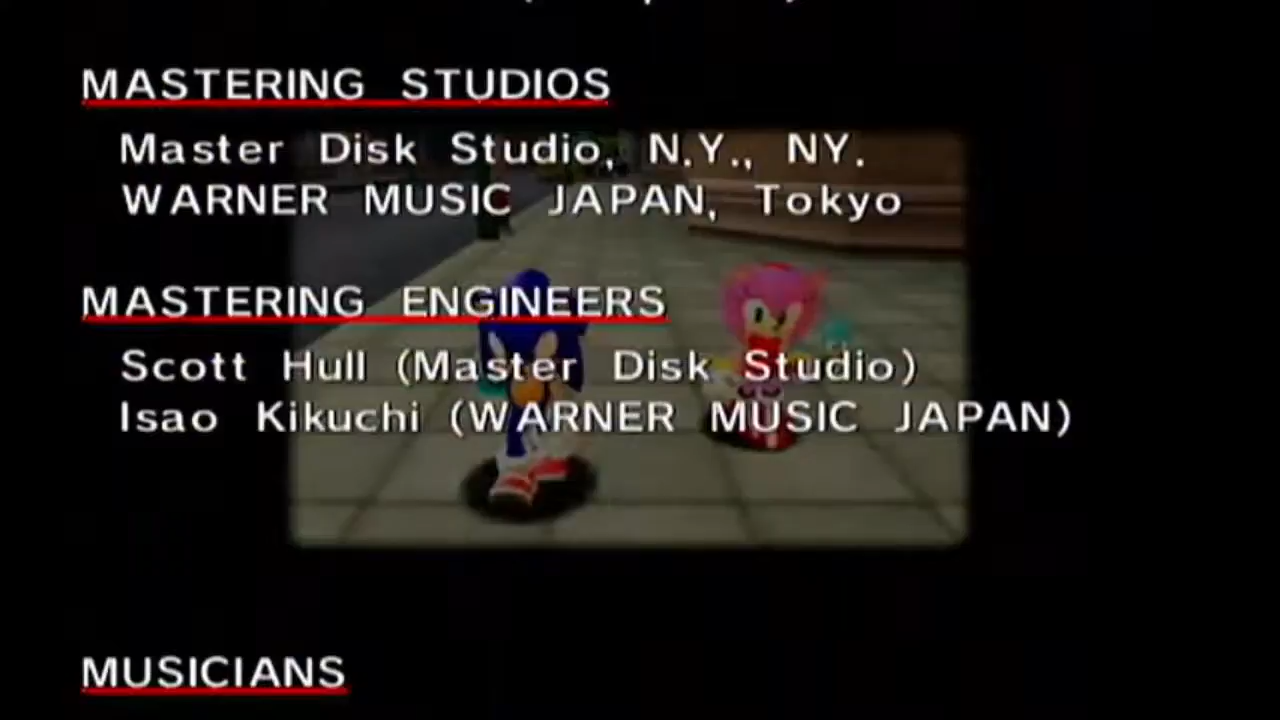 MASTERING STUDIOS
Master Disk Studio, N.Y., NY.
WARNER MUSIC JAPAN, Tokyo
MASTERING ENGINEERS
Scott Hull (Master Disk Studio)
Isao Kikuchi (WARNER MUSIC JAPAN)
MUSICIANS